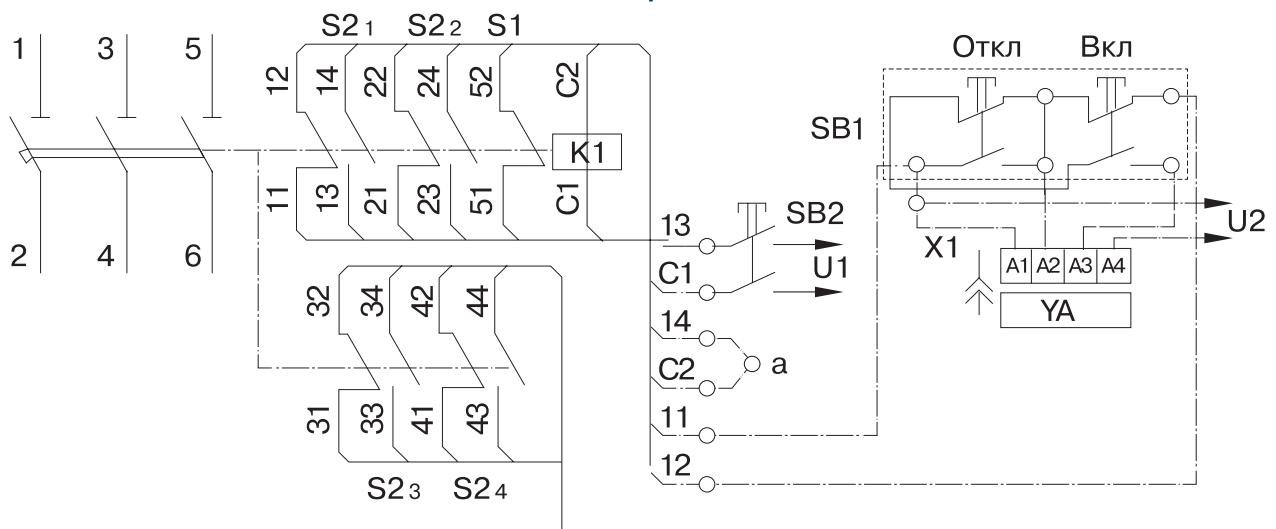 S2 1 S2 2 S1
1 3 5
12 14 22 24 52 C2
K1
11 13 21 23 51 C1
2 4 6
32 34 42 44
31 33 41 43
S2 3 S2 4
13
C1
14
C2
11
12
SB2
U1
a
Откл Вкл
SB1
X1
U2
A1 A2 A3 A4
YA